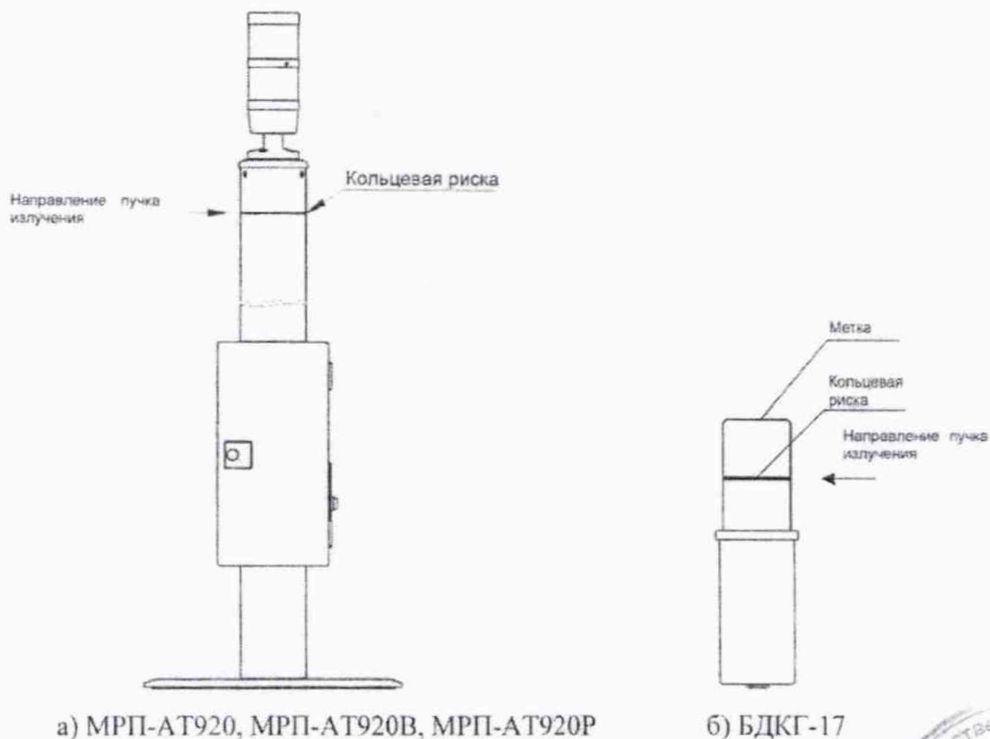 Кольцевая риска
Направление пучка
излучения
Метка
Кольцевая
риска
Направление пучка
излучения
а) МРП-АТ920, МРП-АТ920В, МРП-АТ920Р
б) БДКГ-17